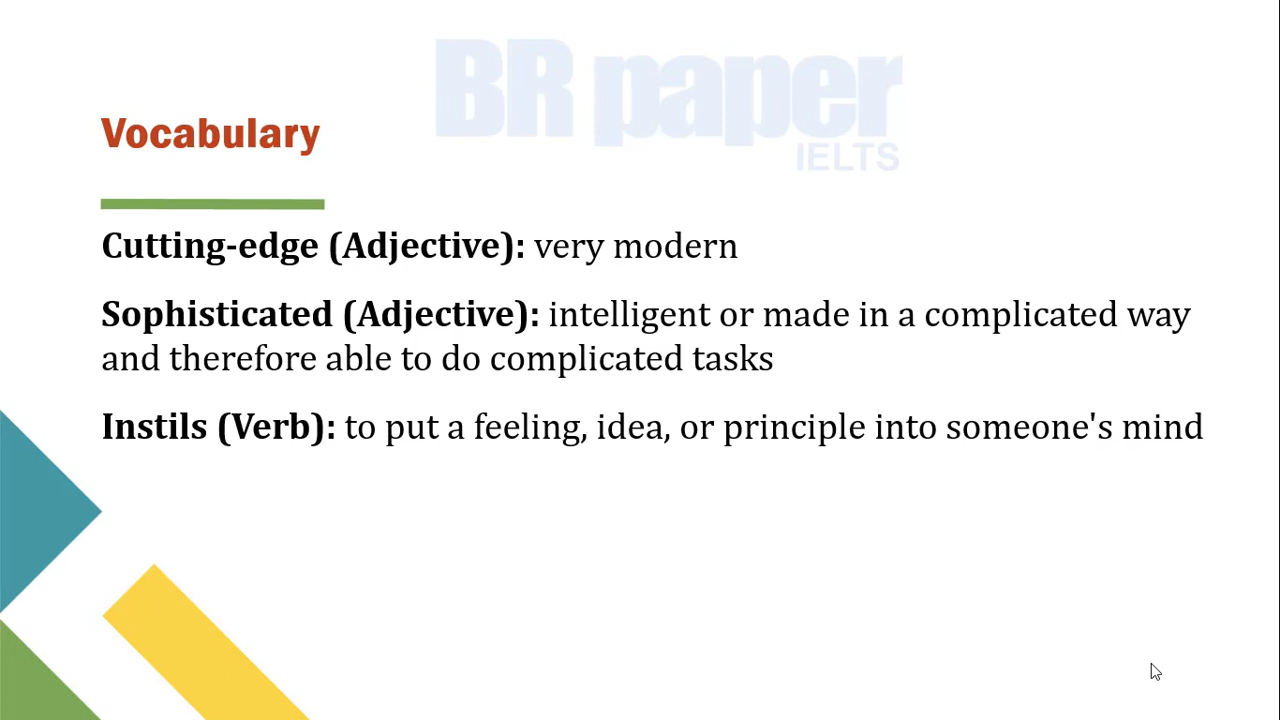 BR paper
IELTS
Vocabulary
Cutting-edge (Adjective): very modern
Sophisticated (Adjective): intelligent or made in a complicated way
and therefore able to do complicated tasks
Instils (Verb): to put a feeling, idea, or principle into someone's mind